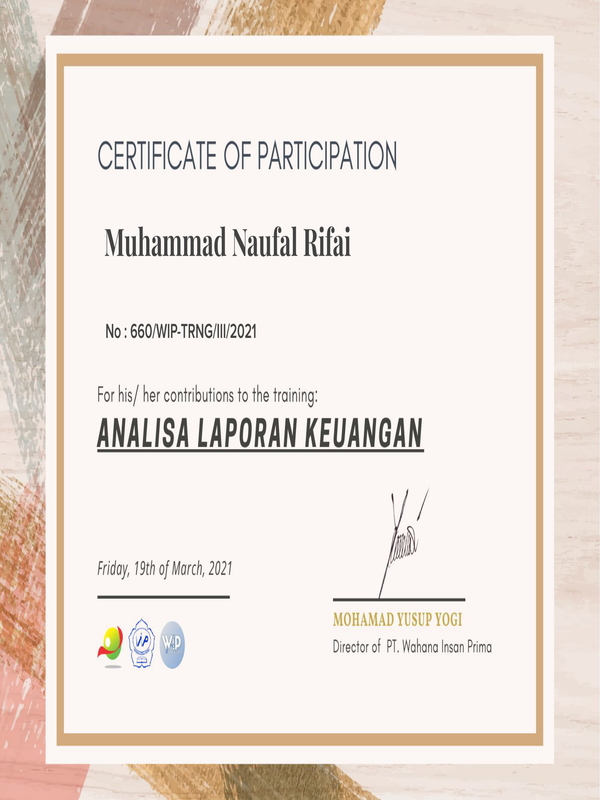 CERTIFICATE OF PARTICIPATION
Muhammad Naufal Rifai
No : 660/WIP-TRNG/III/2021
For his/ her contributions to the training:
ANALISA LAPORAN KEUANGAN
Friday, 19th of March, 2021
MOHAMAD YUSUP YOGI
Director of PT. Wahana Insan Prima